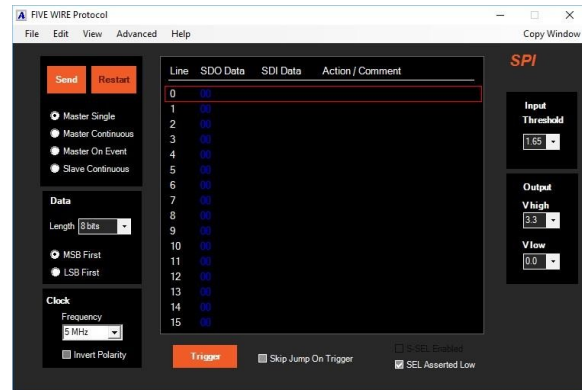 FIVE WIRE Protocol
File Edit View Advanced Help Copy Window
SPI
Send Restart
Master Single
Master Continuous
Master On Event
Slave Continuous
Data
Length 8 bits
MSB First
LSB First
Clock
Frequency
5 MHz
Invert Polarity
Line SDO Data SDI Data Action / Comment
0 00
1 00
2 00
3 00
4 00
5 00
6 00
7 00
8 00
9 00
10 00
11 00
12 00
13 00
14 00
15 00
Trigger
Skip Jump On Trigger
S-SEL Enabled
SEL Asserted Low
Input
Threshold
1.65
Output
Vhigh
3.3
Vlow
0.0